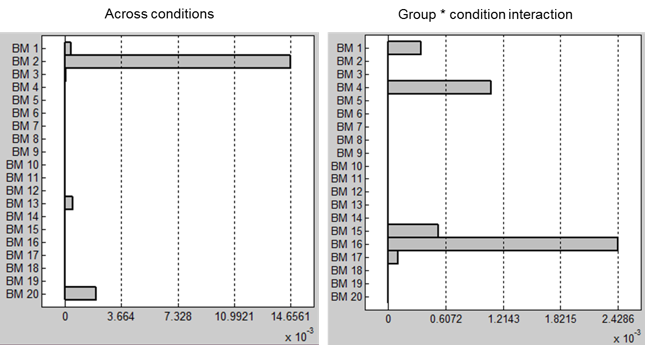 Across conditions
BM 1
BM 2
BM 3
BM 4
BM 5
BM 6
BM 7
BM 8
BM 9
BM 10
BM 11
BM 12
BM 13
BM 14
BM 15
BM 16
BM 17
BM 18
BM 19
BM 20
0 3.664 7.328 10.9921 14.6561
x 10-3
Group * condition interaction
BM 1
BM 2
BM 3
BM 4
BM 5
BM 6
BM 7
BM 8
BM 9
BM 10
BM 11
BM 12
BM 13
BM 14
BM 15
BM 16
BM 17
BM 18
BM 19
BM 20
0 0.6072 1.2143 1.8215 2.4286
x 10-3